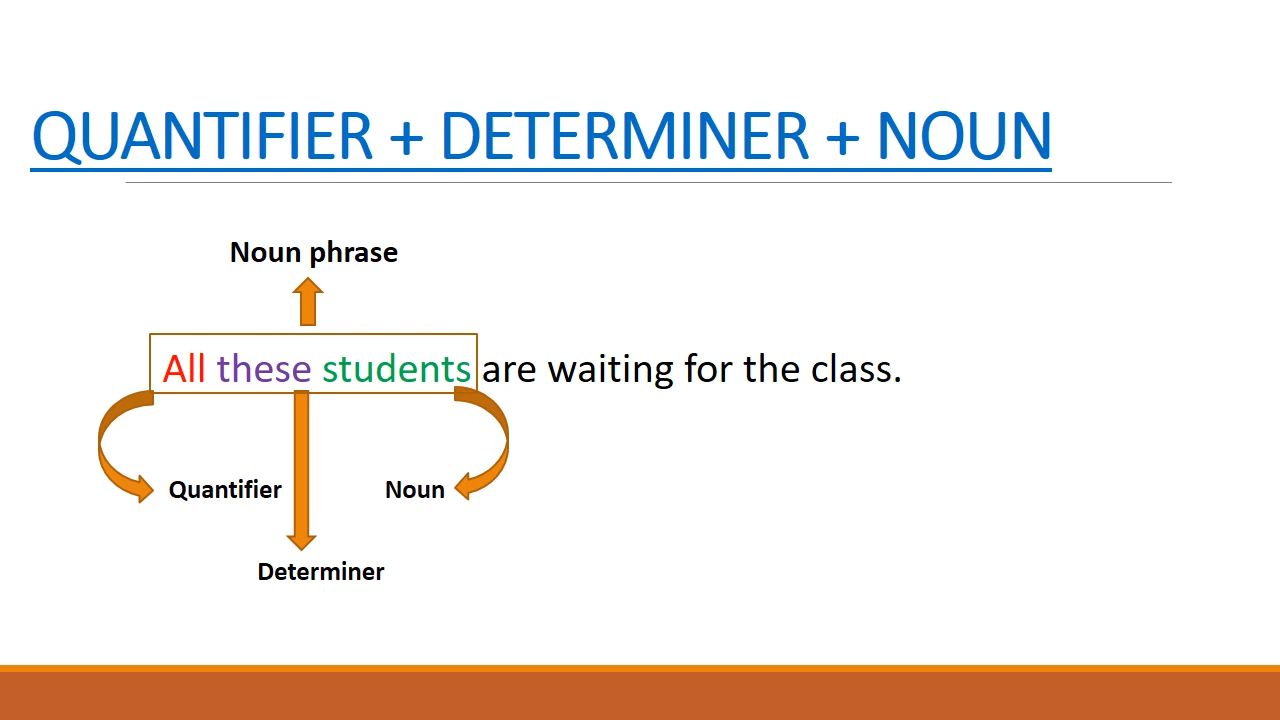 QUANTIFIER + DETERMINER + NOUN
Noun phrase
All these students are waiting for the class.
Quantifier
Noun
Determiner